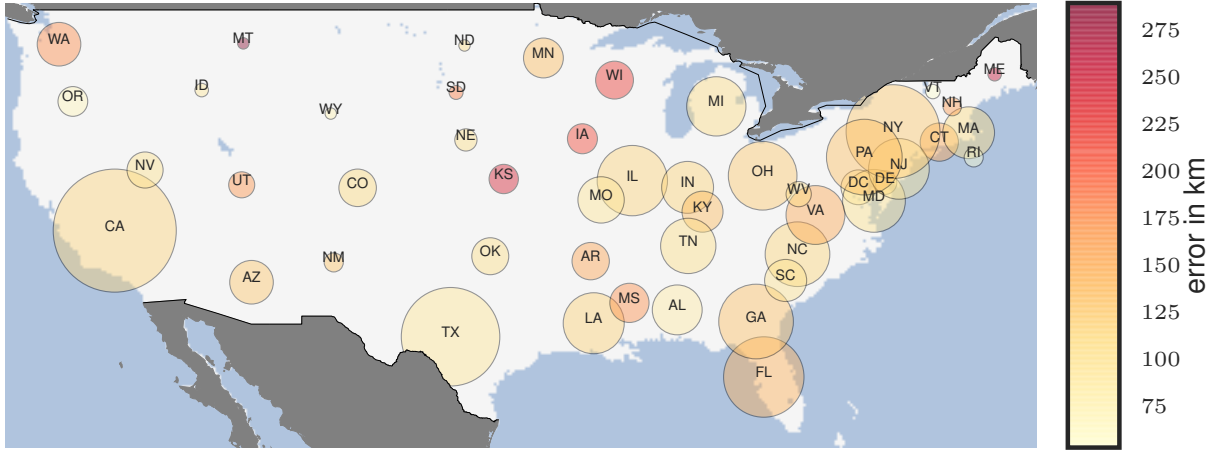 WA
MT
ND
MN
WI
ME
OR
ID
WY
SD
MI
VT
NH
NE
IA
NY
CT
MA
RI
NV
UT
CO
KS
MO
IL
IN
KY
OH
WV
PA
NJ
DC
DE
MD
VA
CA
AZ
NM
OK
AR
TN
NC
SC
TX
LA
MS
AL
GA
FL
275
250
225
200
175
150
125
100
75
error in km